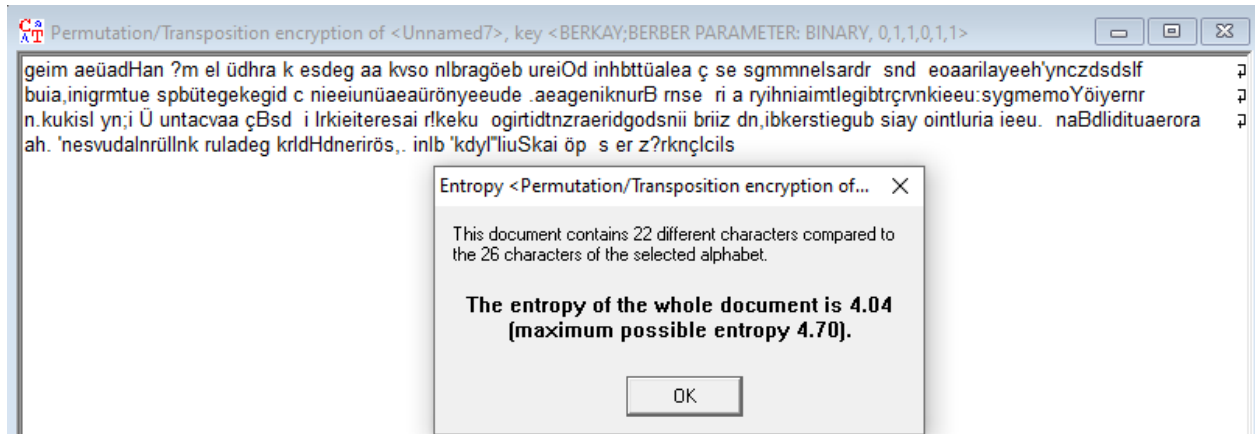 Permutation/Transposition encryption of <Unnamed7>, key <BERKAY;BERBER PARAMETER: BINARY, 0,1,1,0,1,1>
geim aeüadHan ?m el üdhra k esdeg aa kvso nlbragöeb ureiOd inhbttüalea ç se sgmmnelsardr  snd  eoaarilayeeh'ynczdsdslf
buia,inigrmtue spbütegekegid c nieeiunüaeaürönyeeude .aeageniknurB rnse  ri a ryihniaimtlegibtrçrvnkieeu:sygmemoYöiyernr
n.kukisl yn;i Ü untacvaa çBsd  i lrkieiteresai r!keku  ogirtidtnzraeridgodsnii briiz dn,ibkerstiegub siay ointluria ieeu.  naBdlidituaerora
ah. 'nesvudalnrüllnk ruladeg krldHdnerirös,. inlb 'kdyl"liuSkai öp  s er z?rknçlcils
Entropy <Permutation/Transposition encryption of...
This document contains 22 different characters compared to
the 26 characters of the selected alphabet.
The entropy of the whole document is 4.04
(maximum possible entropy 4.70).
OK